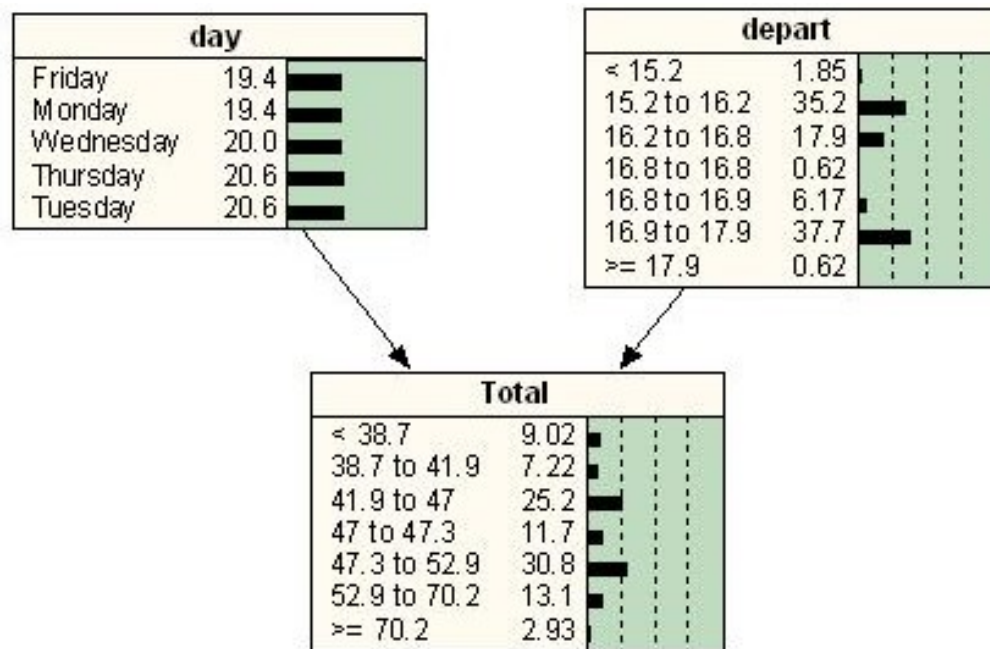 day
Friday 19.4
Monday 19.4
Wednesday 20.0
Thursday 20.6
Tuesday 20.6
depart
< 15.2 1.85
15.2 to 16.2 35.2
16.2 to 16.8 17.9
16.8 to 16.8 0.62
16.8 to 16.9 6.17
16.9 to 17.9 37.7
>= 17.9 0.62
Total
< 38.7 9.02
38.7 to 41.9 7.22
41.9 to 47 25.2
47 to 47.3 11.7
47.3 to 52.9 30.8
52.9 to 70.2 13.1
>= 70.2 2.93